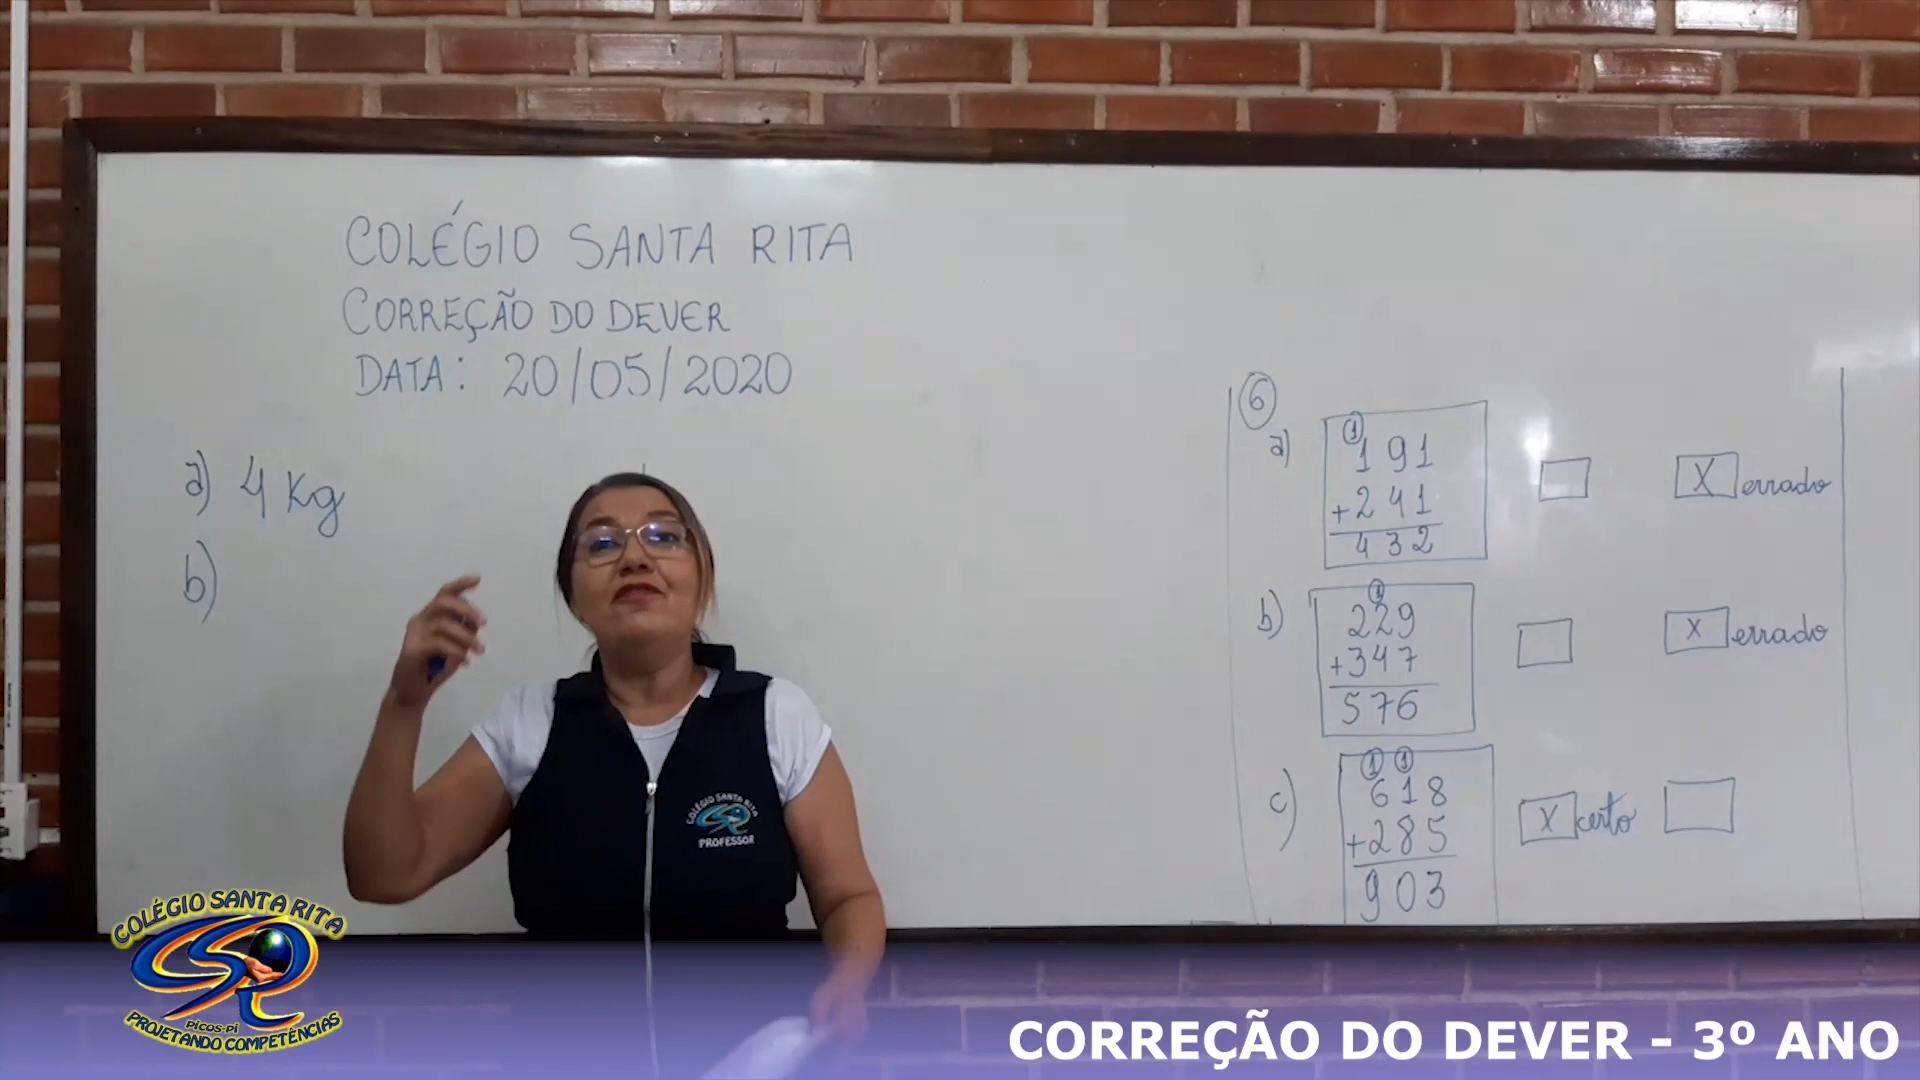 COLÉGIO SANTA RITA
CORREÇÃO DO DEVER
DATA: 20/05/2020
a) 4 Kg
b)
6
a)
1
191
+241
432
X errado
b)
1
229
+347
576
X errado
c)
1 1
618
+285
903
X certo
COLÉGIO SANTA RITA
PROFESSOR
COLÉGIO SANTA RITA
PICOS-PI
PROJETANDO COMPETÊNCIAS
CORREÇÃO DO DEVER - 3º ANO